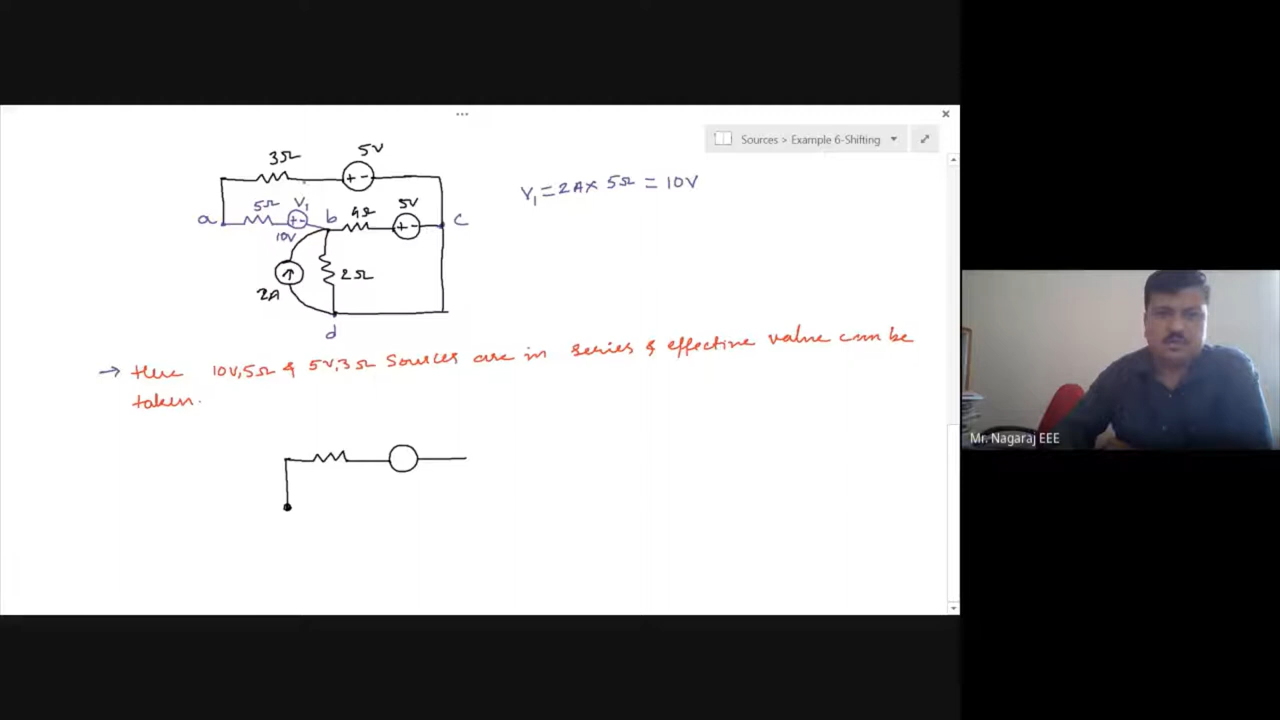 Sources > Example 6-Shifting
3Ω
5V
V₁ = 2A × 5Ω = 10V
5Ω
V₁
b
4Ω
5V
a
c
+ -
10V
2Ω
2A
d
→ Here 10V,5Ω & 5V,3Ω Sources are in series & effective value can be
taken.
Mr. Nagaraj EEE